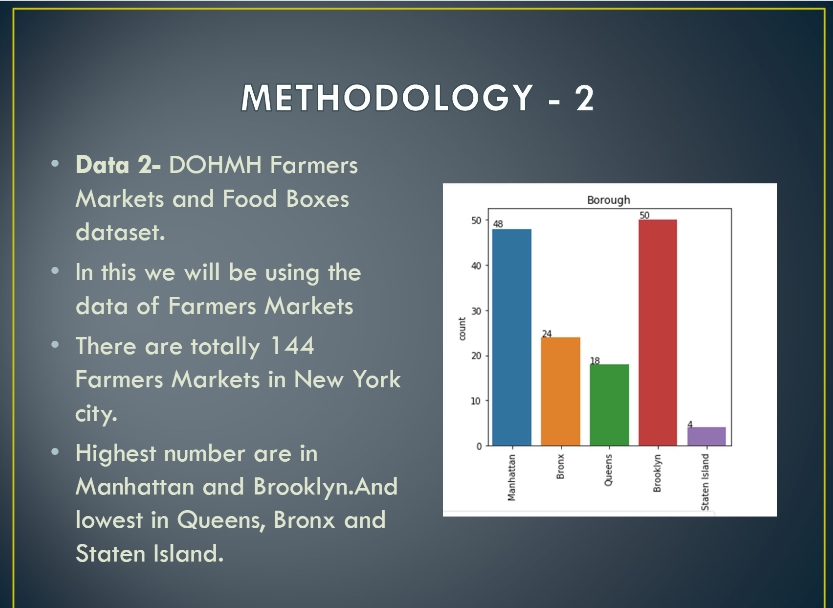 METHODOLOGY - 2
• Data 2- DOHMH Farmers
Markets and Food Boxes
dataset.
• In this we will be using the
data of Farmers Markets
• There are totally 144
Farmers Markets in New York
city.
• Highest number are in
Manhattan and Brooklyn.And
lowest in Queens, Bronx and
Staten Island.
Borough
50
40
30
20
10
0
count
48
24
18
50
4
Manhattan
Bronx
Queens
Brooklyn
Staten Island